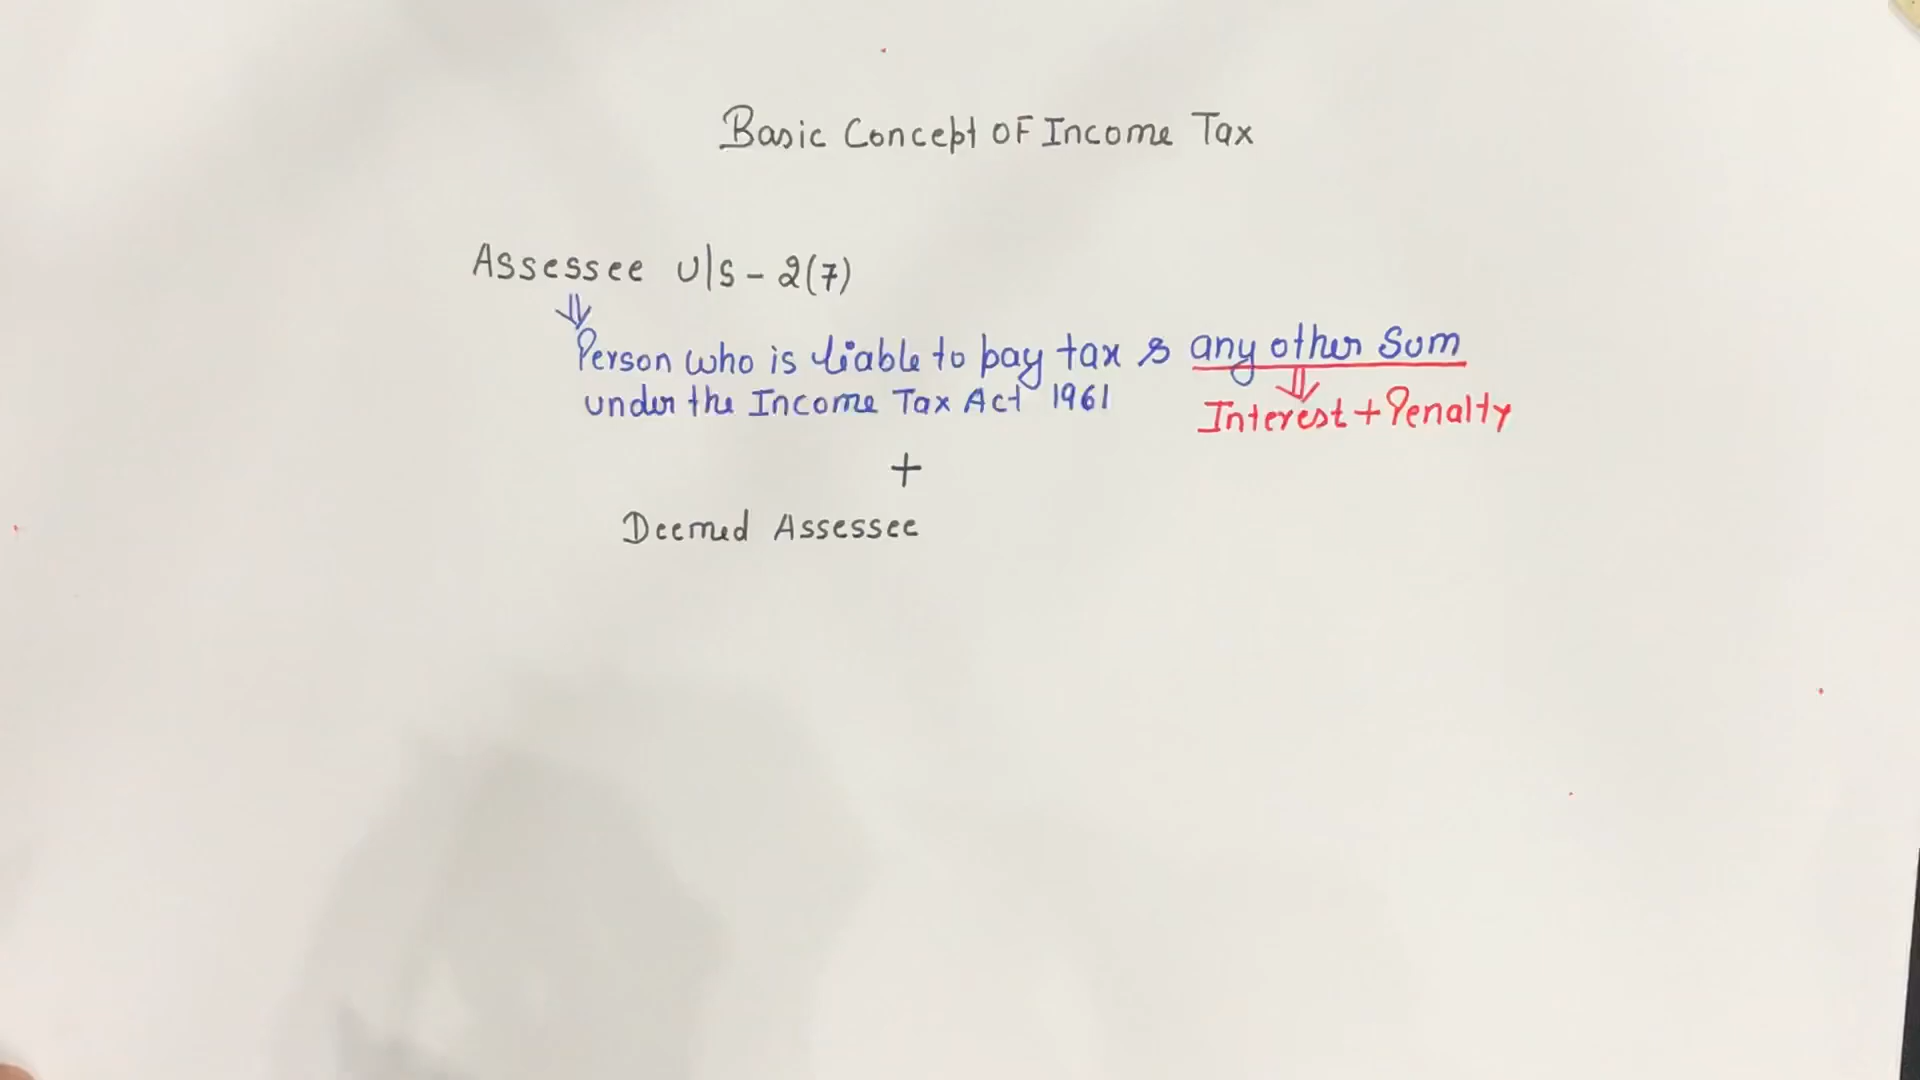 Basic Concept OF Income Tax
Assessee U/S - 2(7)
⇓
Person who is liable to pay tax & any other Sum
under the Income Tax Act 1961
⇓
Interest + Penalty
+
Deemed Assessee